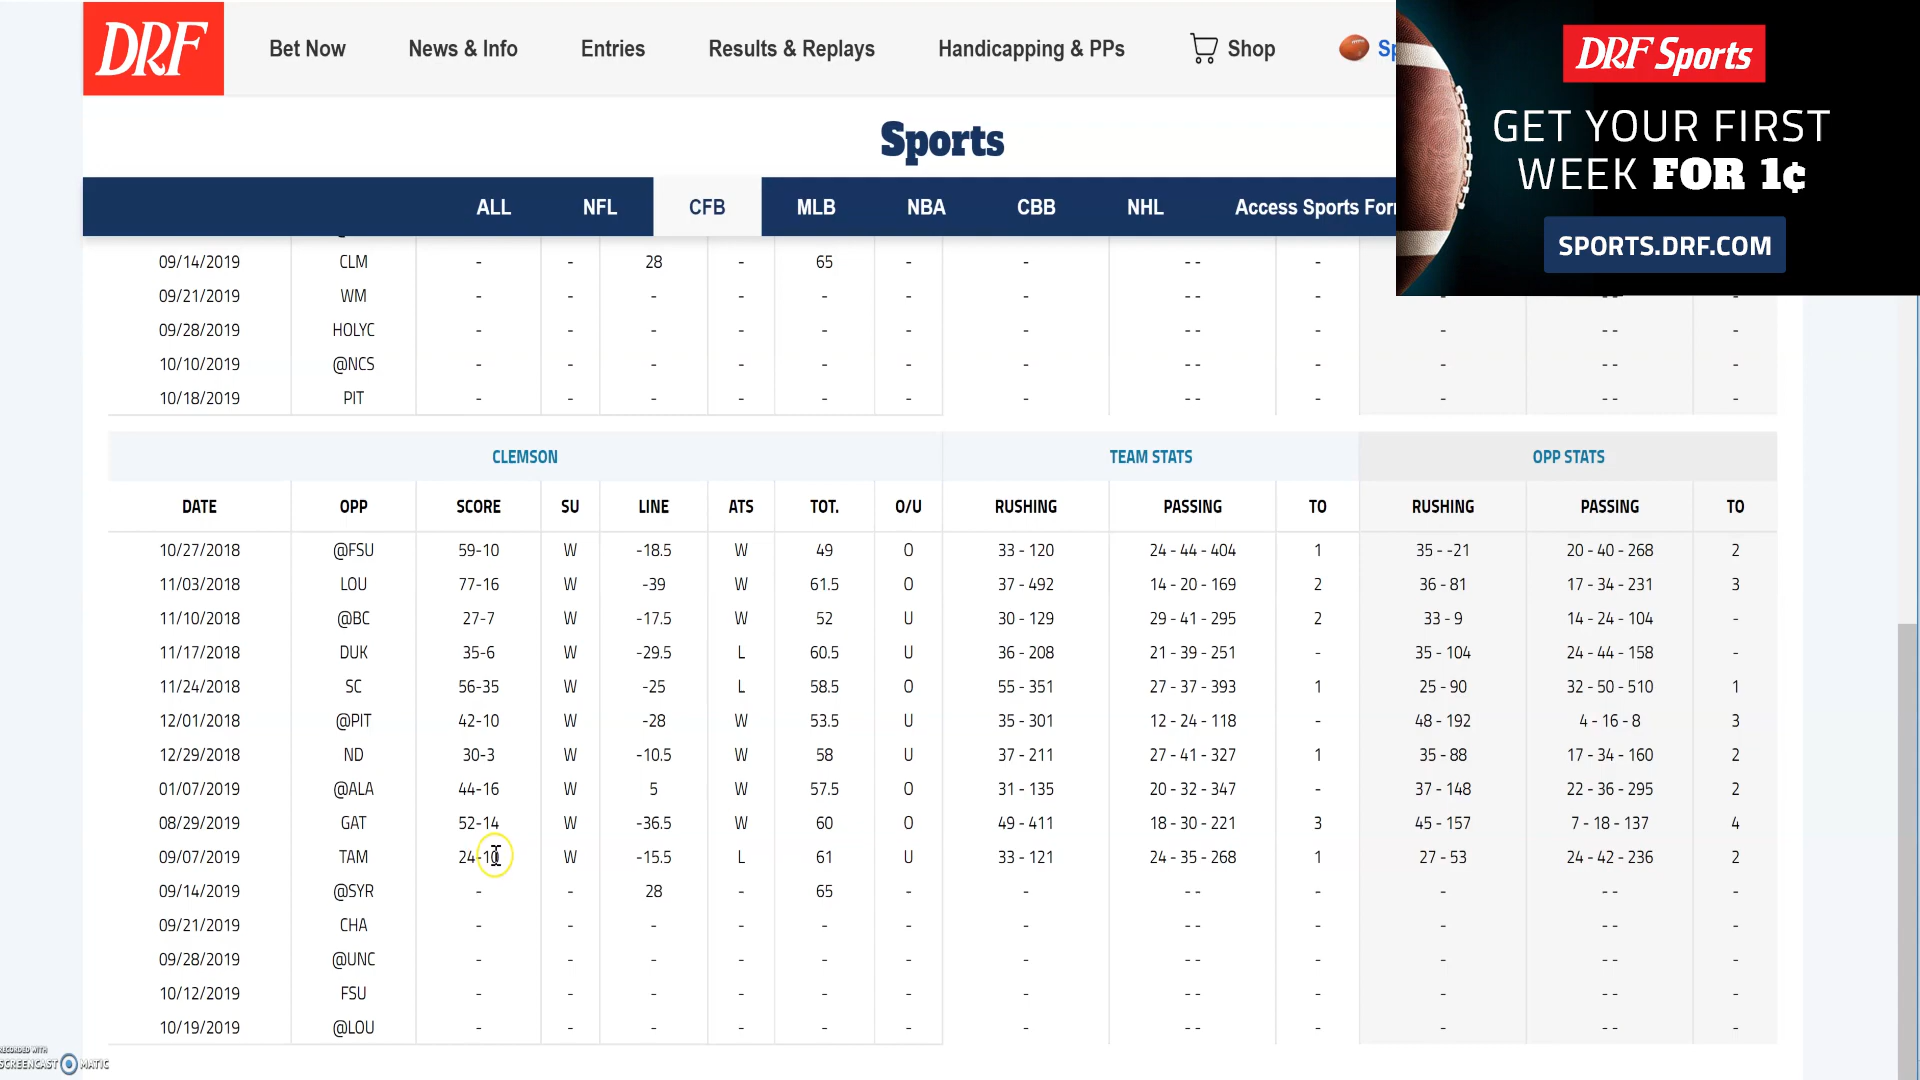 DRF
Bet Now News & Info Entries Results & Replays Handicapping & PPs Shop Sp
DRF Sports
GET YOUR FIRST
WEEK FOR 1¢
SPORTS.DRF.COM
Sports
ALL NFL CFB MLB NBA CBB NHL Access Sports For
09/14/2019 CLM - - 28 - 65 - - - - - - - - -
09/21/2019 WM - - - - - - - - - - - - - -
09/28/2019 HOLYC - - - - - - - - - - - - - -
10/10/2019 @NCS - - - - - - - - - - - - - -
10/18/2019 PIT - - - - - - - - - - - - - -
CLEMSON TEAM STATS OPP STATS
DATE OPP SCORE SU LINE ATS TOT. O/U RUSHING PASSING TO RUSHING PASSING TO
10/27/2018 @FSU 59-10 W -18.5 W 49 O 33 - 120 24 - 44 - 404 1 35 - -21 20 - 40 - 268 2
11/03/2018 LOU 77-16 W -39 W 61.5 O 37 - 492 14 - 20 - 169 2 36 - 81 17 - 34 - 231 3
11/10/2018 @BC 27-7 W -17.5 W 52 U 30 - 129 29 - 41 - 295 2 33 - 9 14 - 24 - 104 -
11/17/2018 DUK 35-6 W -29.5 L 60.5 U 36 - 208 21 - 39 - 251 - 35 - 104 24 - 44 - 158 -
11/24/2018 SC 56-35 W -25 L 58.5 O 55 - 351 27 - 37 - 393 1 25 - 90 32 - 50 - 510 1
12/01/2018 @PIT 42-10 W -28 W 53.5 U 35 - 301 12 - 24 - 118 - 48 - 192 4 - 16 - 8 3
12/29/2018 ND 30-3 W -10.5 W 58 U 37 - 211 27 - 41 - 327 1 35 - 88 17 - 34 - 160 2
01/07/2019 @ALA 44-16 W 5 W 57.5 O 31 - 135 20 - 32 - 347 - 37 - 148 22 - 36 - 295 2
08/29/2019 GAT 52-14 W -36.5 W 60 O 49 - 411 18 - 30 - 221 3 45 - 157 7 - 18 - 137 4
09/07/2019 TAM 24-10 W -15.5 L 61 U 33 - 121 24 - 35 - 268 1 27 - 53 24 - 42 - 236 2
09/14/2019 @SYR - - 28 - 65 - - - - - - - - -
09/21/2019 CHA - - - - - - - - - - - - - -
09/28/2019 @UNC - - - - - - - - - - - - - -
10/12/2019 FSU - - - - - - - - - - - - - -
10/19/2019 @LOU - - - - - - - - - - - - - -
RECORDED WITH
SCREENCAST MATIC